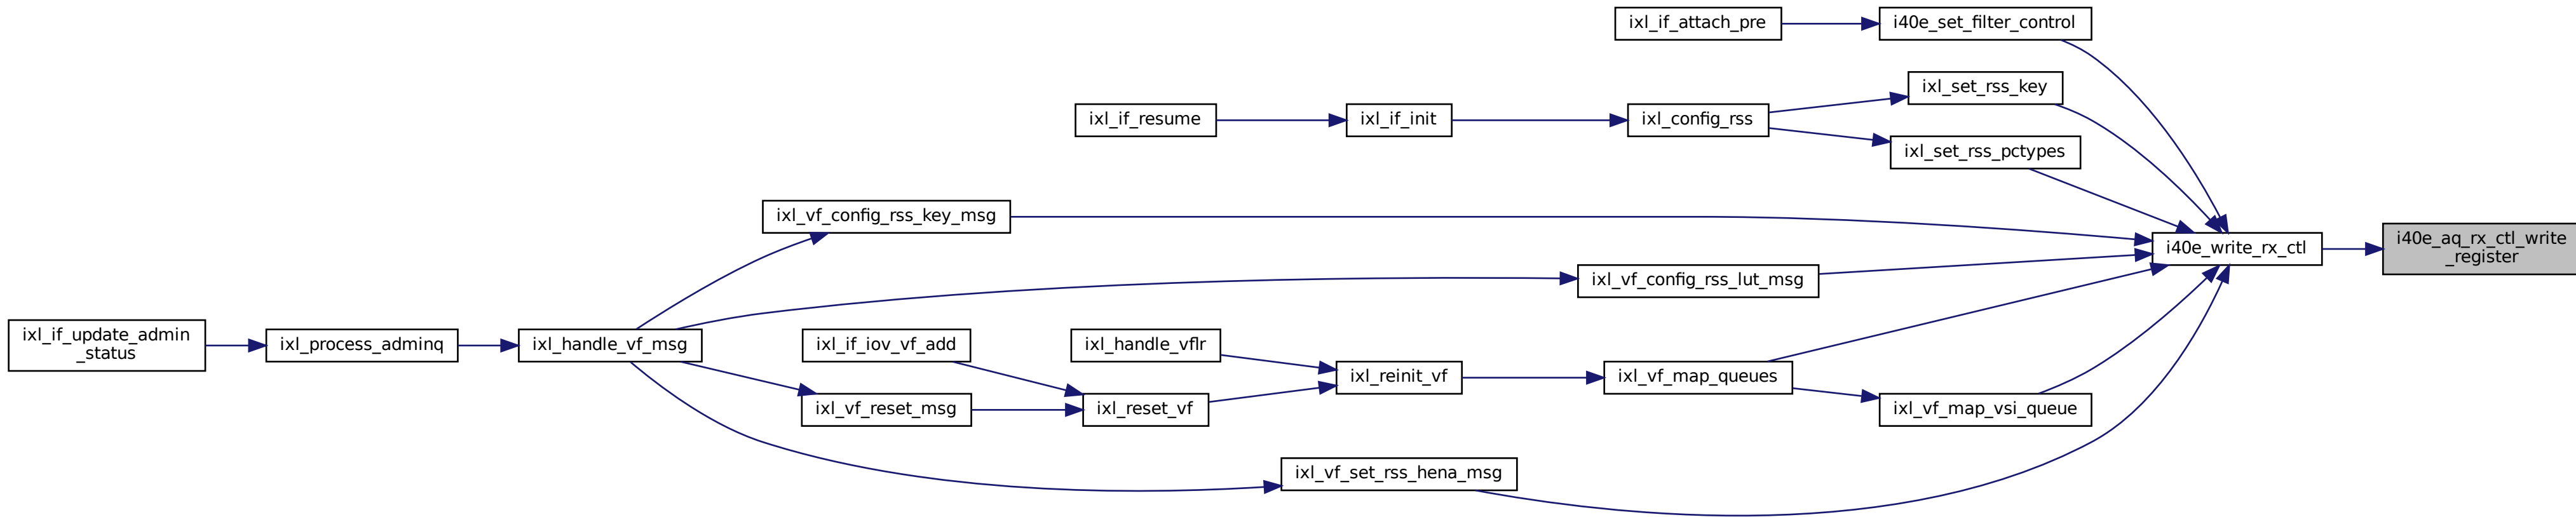 ixl_if_attach_pre
i40e_set_filter_control
ixl_set_rss_key
ixl_if_resume
ixl_if_init
ixl_config_rss
ixl_set_rss_pctypes
ixl_vf_config_rss_key_msg
i40e_write_rx_ctl
i40e_aq_rx_ctl_write
_register
ixl_vf_config_rss_lut_msg
ixl_if_update_admin
_status
ixl_process_adminq
ixl_handle_vf_msg
ixl_if_iov_vf_add
ixl_handle_vflr
ixl_reinit_vf
ixl_vf_map_queues
ixl_vf_reset_msg
ixl_reset_vf
ixl_vf_map_vsi_queue
ixl_vf_set_rss_hena_msg